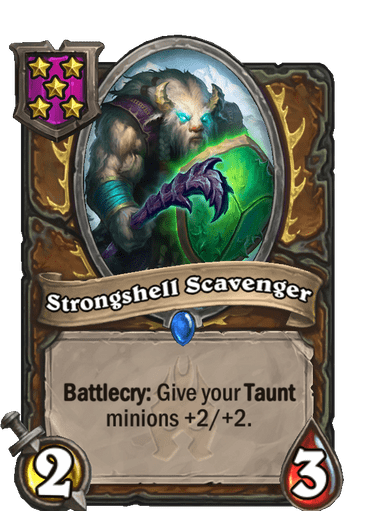 Strongshell Scavenger
Battlecry: Give your Taunt
minions +2/+2.
2
3